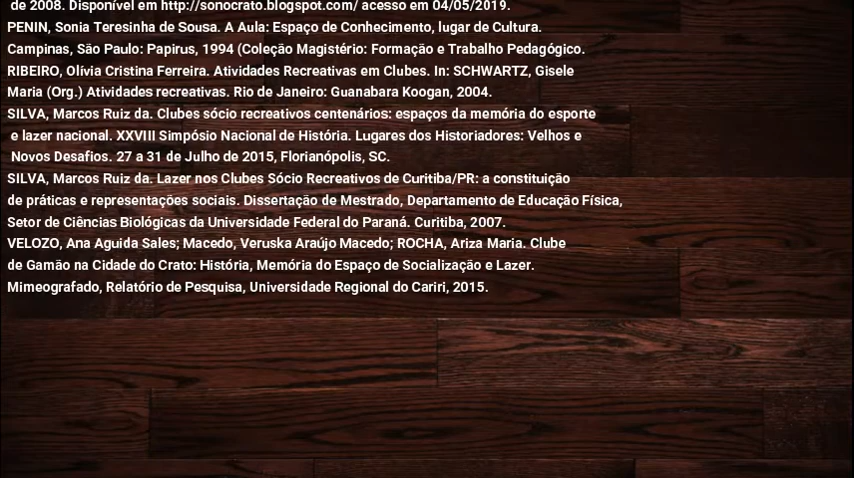 de 2008. Disponível em http://sonocrato.blogspot.com/ acesso em 04/05/2019.
PENIN, Sonia Teresinha de Sousa. A Aula: Espaço de Conhecimento, lugar de Cultura.
Campinas, São Paulo: Papirus, 1994 (Coleção Magistério: Formação e Trabalho Pedagógico.
RIBEIRO, Olívia Cristina Ferreira. Atividades Recreativas em Clubes. In: SCHWARTZ, Gisele
Maria (Org.) Atividades recreativas. Rio de Janeiro: Guanabara Koogan, 2004.
SILVA, Marcos Ruiz da. Clubes sócio recreativos centenários: espaços da memória do esporte
e lazer nacional. XXVIII Simpósio Nacional de História. Lugares dos Historiadores: Velhos e
Novos Desafios. 27 a 31 de Julho de 2015, Florianópolis, SC.
SILVA, Marcos Ruiz da. Lazer nos Clubes Sócio Recreativos de Curitiba/PR: a constituição
de práticas e representações sociais. Dissertação de Mestrado, Departamento de Educação Física,
Setor de Ciências Biológicas da Universidade Federal do Paraná. Curitiba, 2007.
VELOZO, Ana Aguida Sales; Macedo, Veruska Araújo Macedo; ROCHA, Ariza Maria. Clube
de Gamão na Cidade do Crato: História, Memória do Espaço de Socialização e Lazer.
Mimeografado, Relatório de Pesquisa, Universidade Regional do Cariri, 2015.